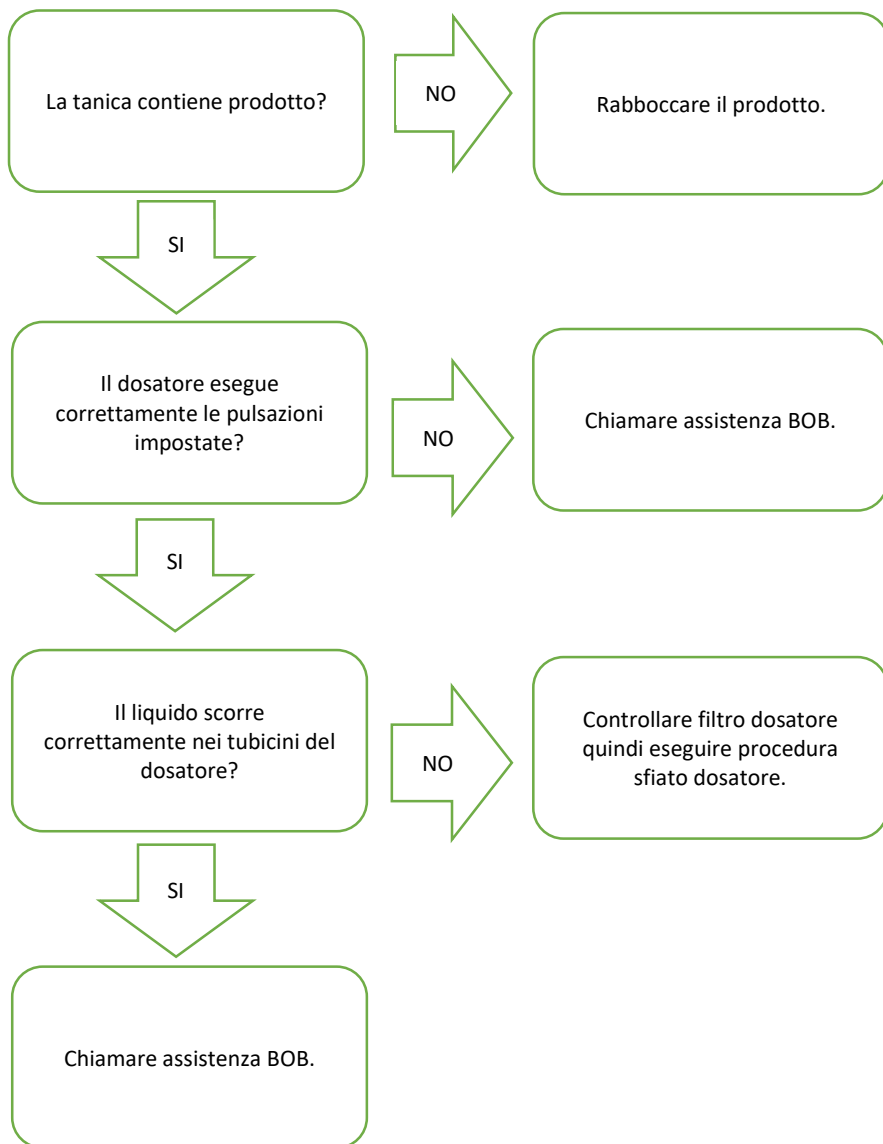 La tanica contiene prodotto?
NO
Rabboccare il prodotto.
SI
Il dosatore esegue
correttamente le pulsazioni
impostate?
NO
Chiamare assistenza BOB.
SI
Il liquido scorre
correttamente nei tubicini del
dosatore?
NO
Controllare filtro dosatore
quindi eseguire procedura
sfiato dosatore.
SI
Chiamare assistenza BOB.